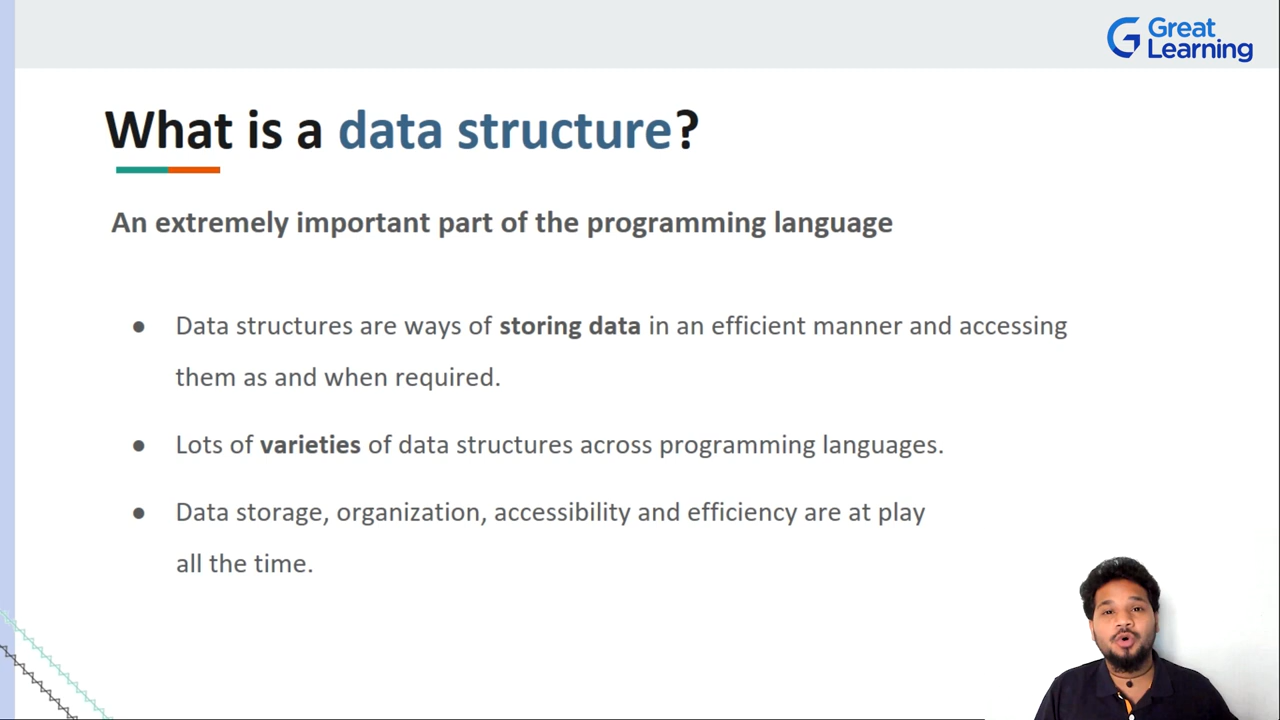 Great
Learning
What is a data structure?
An extremely important part of the programming language
● Data structures are ways of storing data in an efficient manner and accessing
them as and when required.
● Lots of varieties of data structures across programming languages.
● Data storage, organization, accessibility and efficiency are at play
all the time.